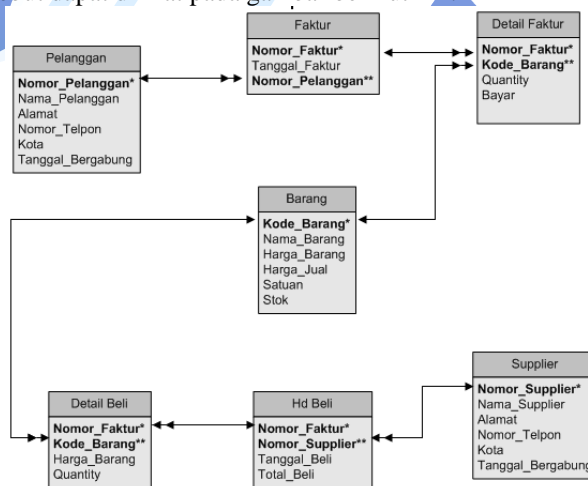 Faktur
Nomor_Faktur*
Tanggal_Faktur
Nomor_Pelanggan**
Detail Faktur
Nomor_Faktur*
Kode_Barang**
Quantity
Bayar
Pelanggan
Nomor_Pelanggan*
Nama_Pelanggan
Alamat
Nomor_Telpon
Kota
Tanggal_Bergabung
Barang
Kode_Barang*
Nama_Barang
Harga_Barang
Harga_Jual
Satuan
Stok
Detail Beli
Nomor_Faktur*
Kode_Barang**
Harga_Barang
Quantity
Hd Beli
Nomor_Faktur*
Nomor_Supplier**
Tanggal_Beli
Total_Beli
Supplier
Nomor_Supplier*
Nama_Supplier
Alamat
Nomor_Telpon
Kota
Tanggal_Bergabung